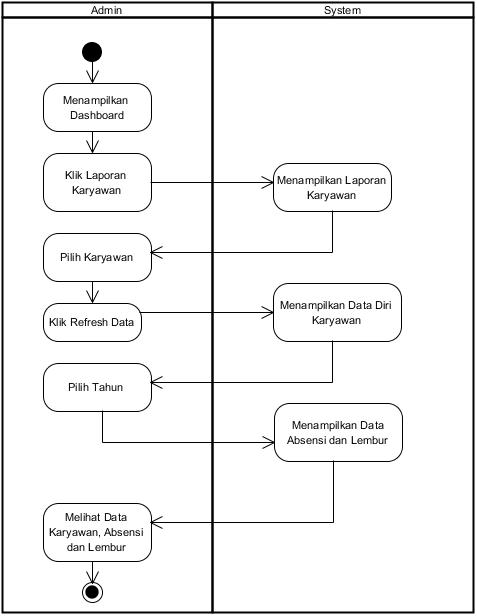 Admin
System
Menampilkan
Dashboard
Klik Laporan
Karyawan
Menampilkan Laporan
Karyawan
Pilih Karyawan
Klik Refresh Data
Menampilkan Data Diri
Karyawan
Pilih Tahun
Menampilkan Data
Absensi dan Lembur
Melihat Data
Karyawan, Absensi
dan Lembur